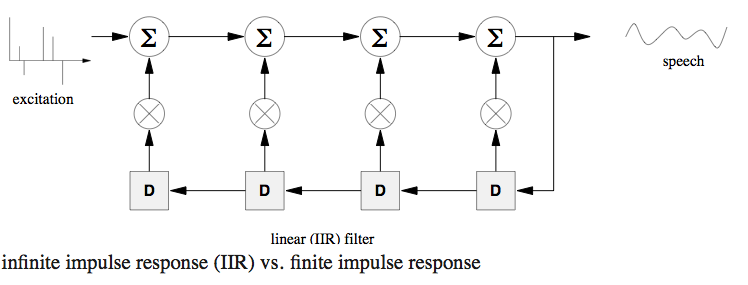 Σ Σ Σ Σ
excitation
speech
D D D D
linear (IIR) filter
infinite impulse response (IIR) vs. finite impulse response